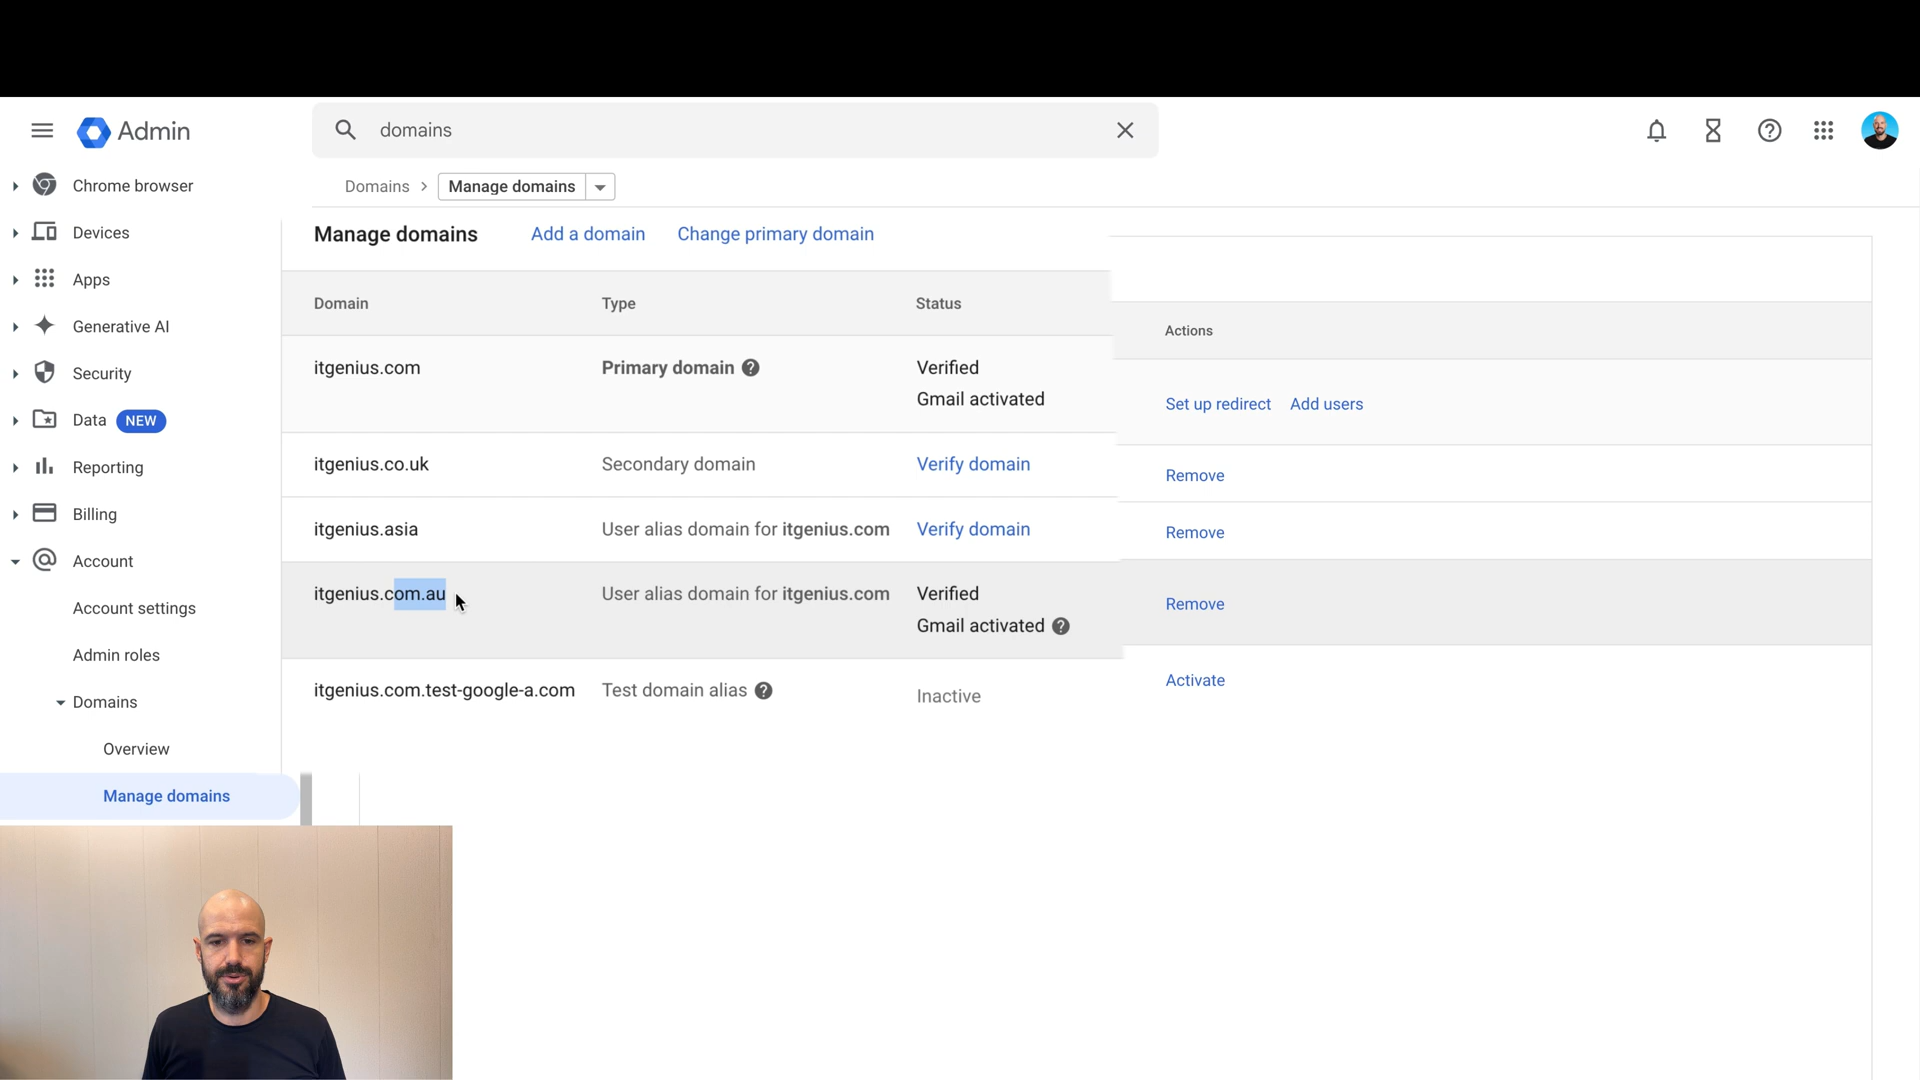 Admin
domains
Chrome browser
Devices
Apps
Generative AI
Security
Data NEW
Reporting
Billing
Account
Account settings
Admin roles
Domains
Overview
Manage domains
Domains > Manage domains
Manage domains Add a domain Change primary domain
Domain Type Status Actions
itgenius.com Primary domain Verified
Gmail activated
Set up redirect Add users
itgenius.co.uk Secondary domain Verify domain Remove
itgenius.asia User alias domain for itgenius.com Verify domain Remove
itgenius.com.au User alias domain for itgenius.com Verified
Gmail activated
Remove
itgenius.com.test-google-a.com Test domain alias Inactive Activate